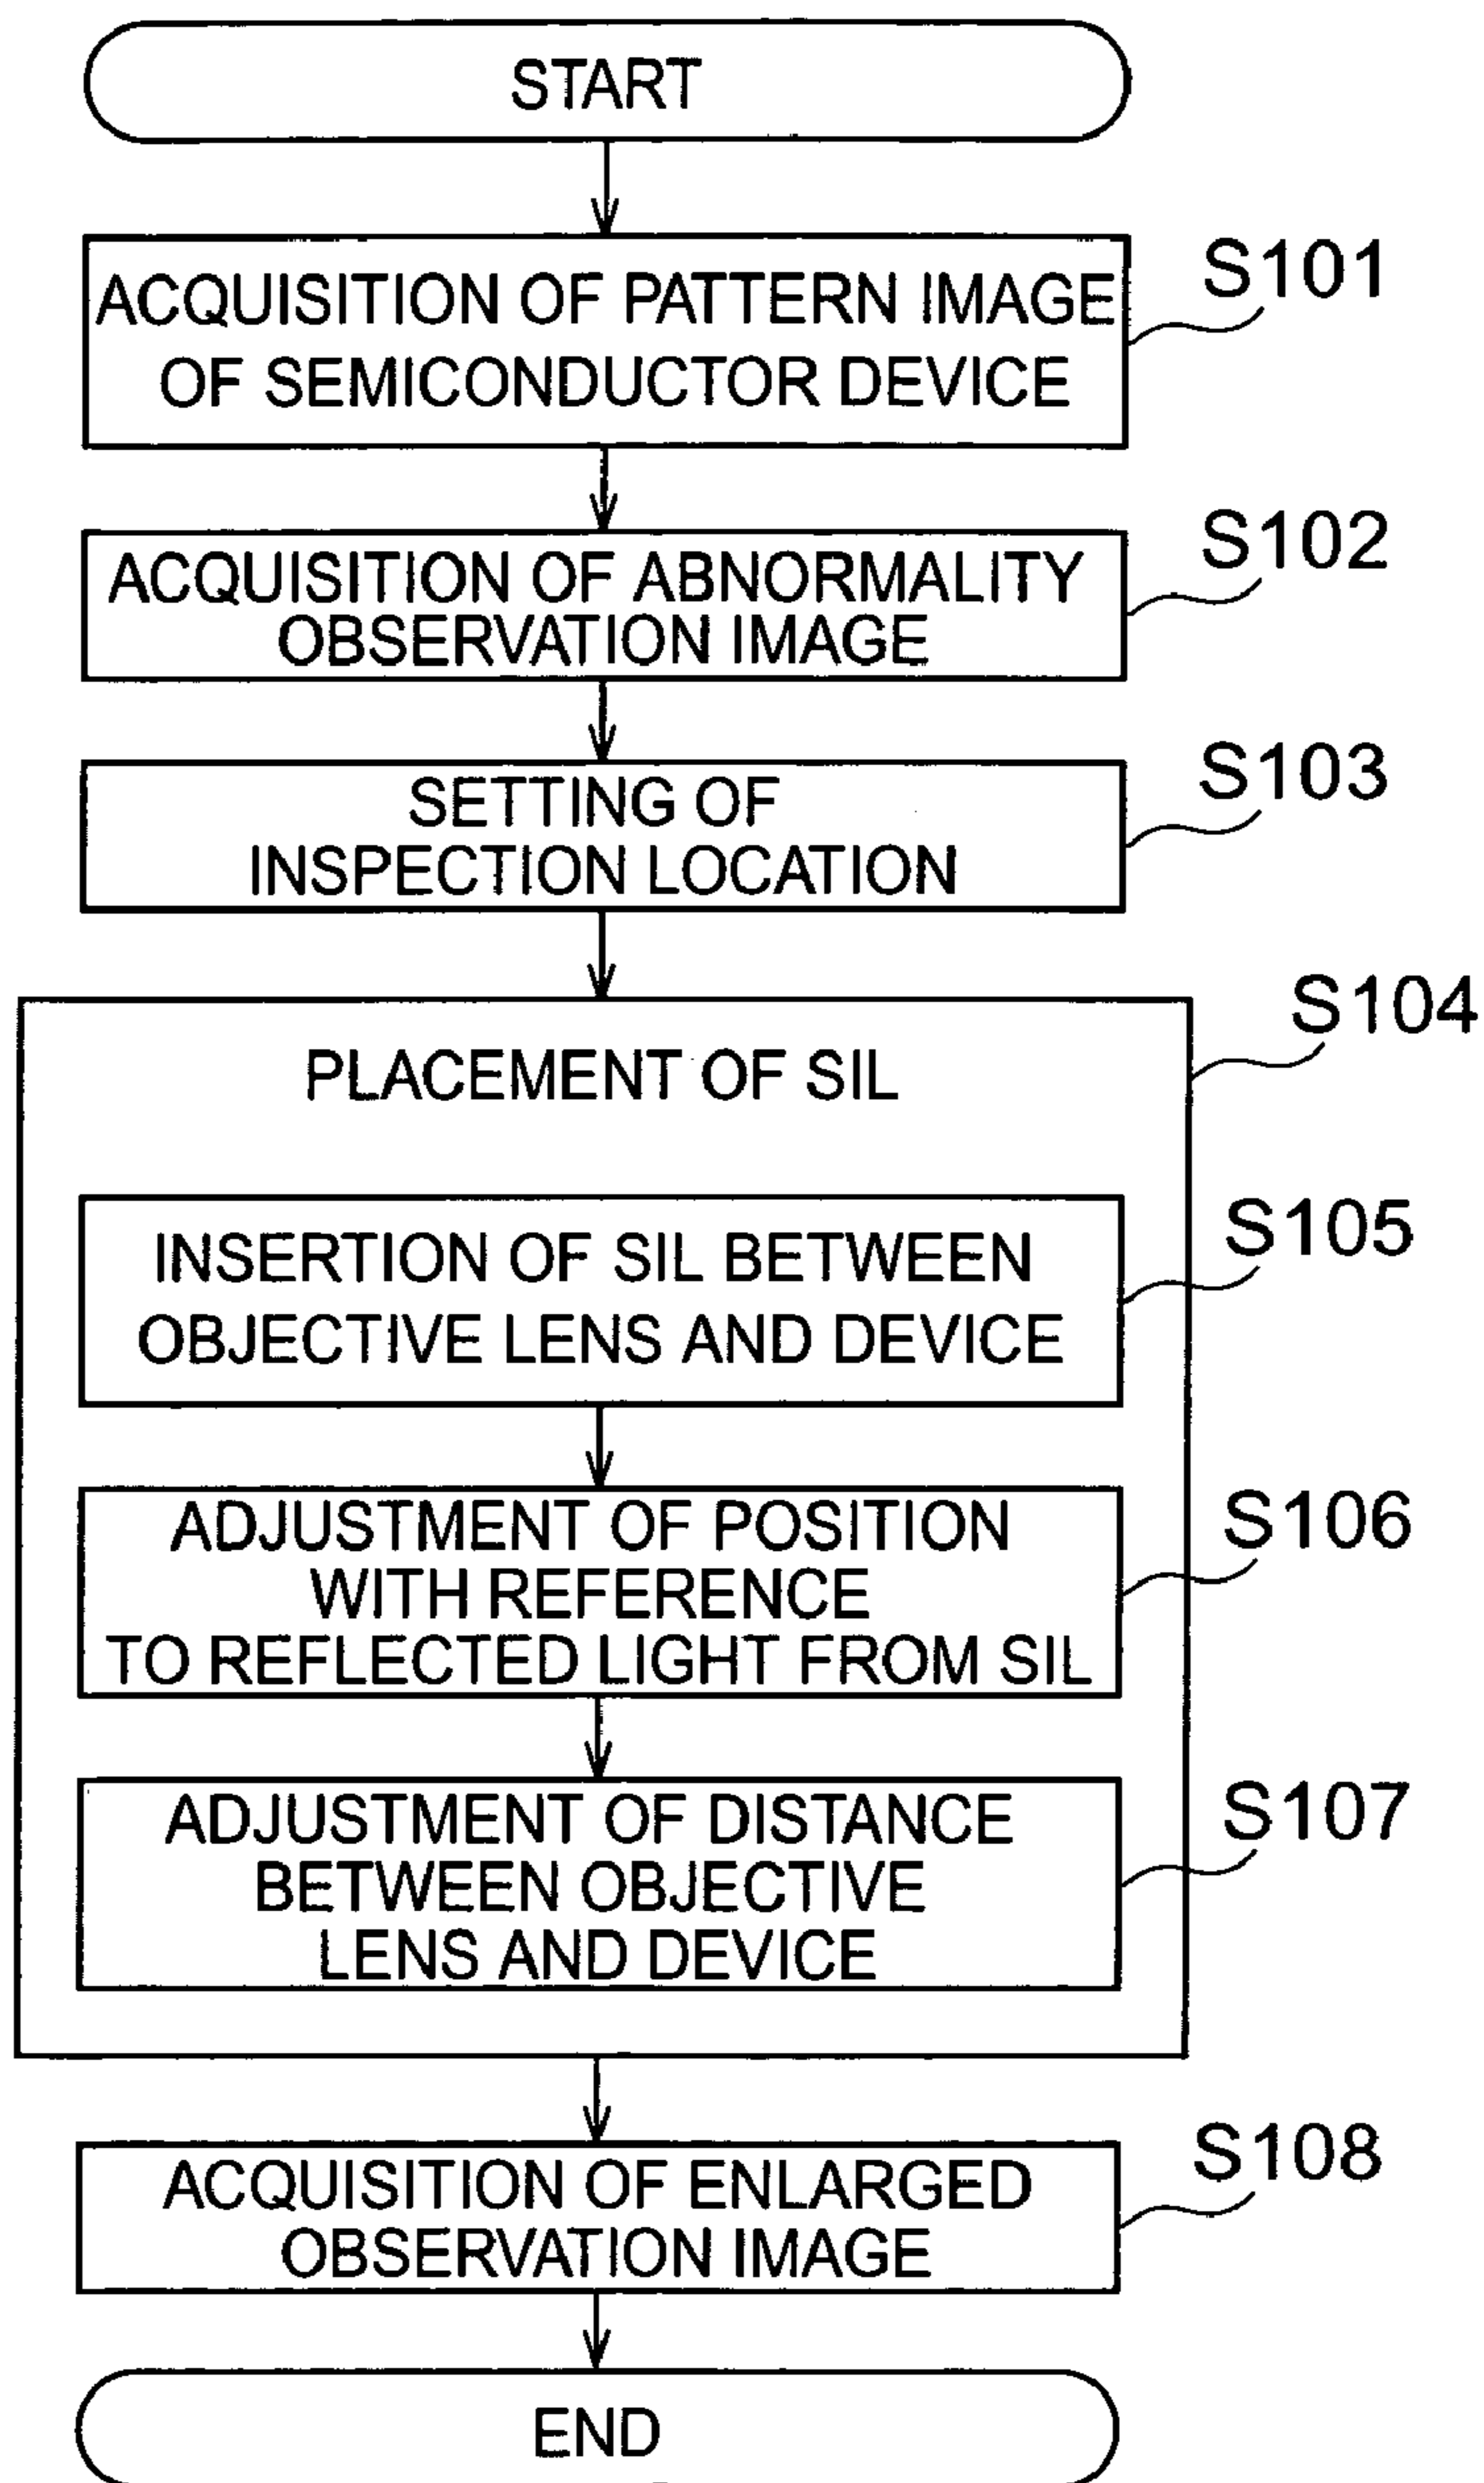 START
ACQUISITION OF PATTERN IMAGE
OF SEMICONDUCTOR DEVICE
S101
ACQUISITION OF ABNORMALITY
OBSERVATION IMAGE
S102
SETTING OF
INSPECTION LOCATION
S103
PLACEMENT OF SIL
S104
INSERTION OF SIL BETWEEN
OBJECTIVE LENS AND DEVICE
S105
ADJUSTMENT OF POSITION
WITH REFERENCE
TO REFLECTED LIGHT FROM SIL
S106
ADJUSTMENT OF DISTANCE
BETWEEN OBJECTIVE
LENS AND DEVICE
S107
ACQUISITION OF ENLARGED
OBSERVATION IMAGE
S108
END